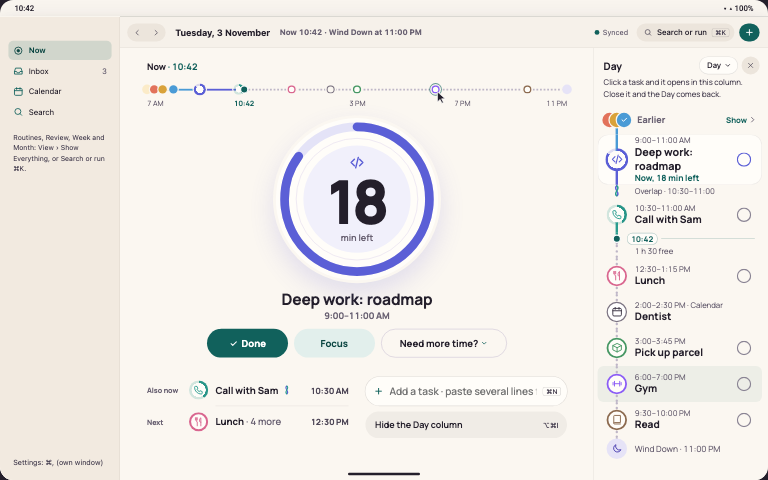 10:42
100%
Now
Inbox
3
Calendar
Search
Routines, Review, Week and
Month: View › Show
Everything, or Search or run
⌘K.
Settings: ⌘, (own window)
Tuesday, 3 November
Now 10:42 · Wind Down at 11:00 PM
Synced
Search or run
⌘K
Now · 10:42
7 AM
10:42
3 PM
7 PM
11 PM
18
min left
Deep work: roadmap
9:00–11:00 AM
Done
Focus
Need more time?
Also now
Call with Sam
10:30 AM
Next
Lunch · 4 more
12:30 PM
Add a task · paste several lines
⌘N
Hide the Day column
⌥⌘I
Day
Day
Click a task and it opens in this column.
Close it and the Day comes back.
Earlier
Show
9:00–11:00 AM
Deep work:
roadmap
Now, 18 min left
Overlap · 10:30–11:00
10:30–11:00 AM
Call with Sam
10:42
1 h 30 free
12:30–1:15 PM
Lunch
2:00–2:30 PM · Calendar
Dentist
3:00–3:45 PM
Pick up parcel
6:00–7:00 PM
Gym
9:30–10:00 PM
Read
Wind Down · 11:00 PM